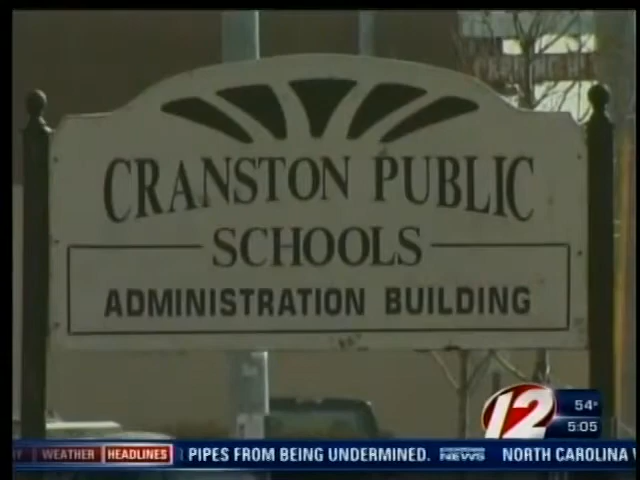 CRANSTON PUBLIC
SCHOOLS
ADMINISTRATION BUILDING
12
54°
5:05
WEATHER HEADLINES PIPES FROM BEING UNDERMINED. NEWS NORTH CAROLINA